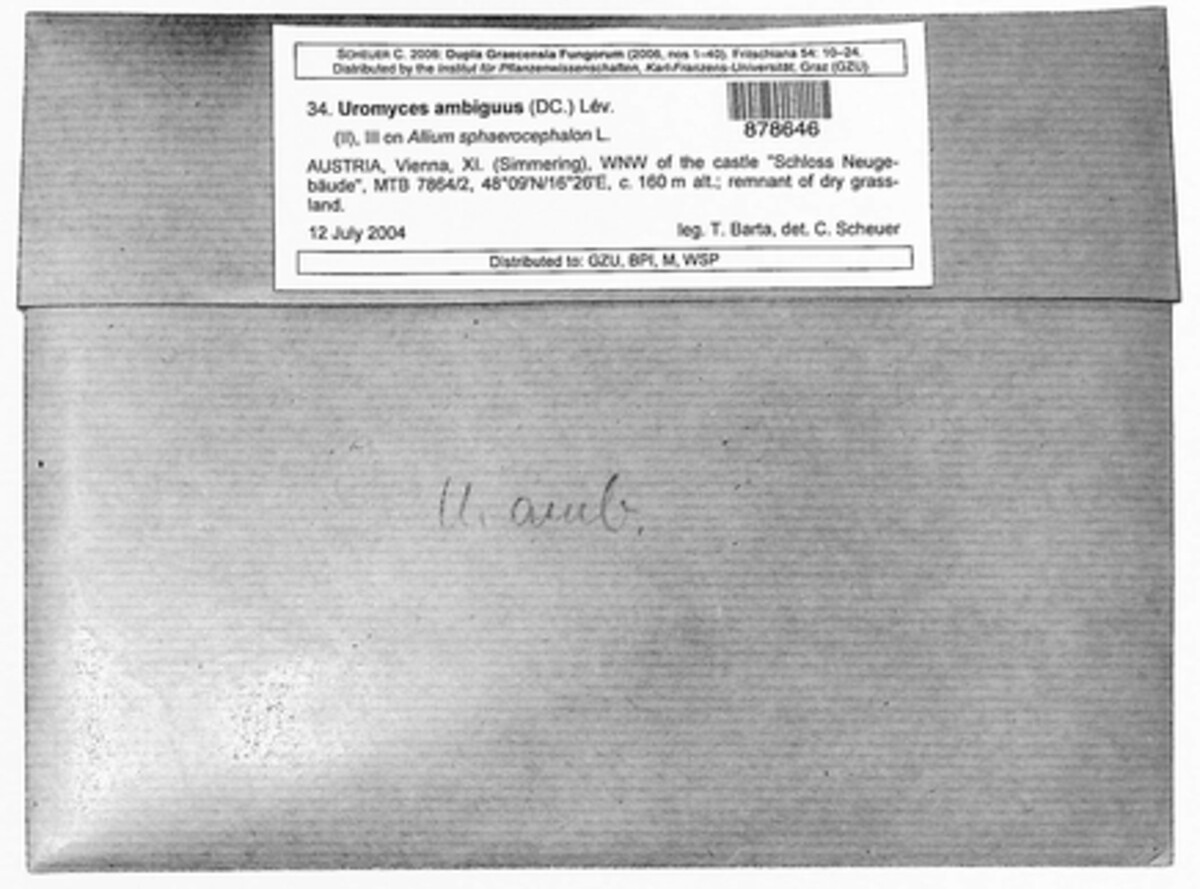 SCHEUER C. 2006: Dupla Graecensia Fungorum (2006, nos 1–40). Fritschiana 54: 10–24.
Distributed by the Institut für Pflanzenwissenschaften, Karl-Franzens-Universität, Graz (GZU)
34. Uromyces ambiguus (DC.) Lév.
(II), III on Allium sphaerocephalon L.
878646
AUSTRIA, Vienna, XI. (Simmering), WNW of the castle "Schloss Neuge-
bäude", MTB 7864/2, 48°09'N/16°26'E, c. 160 m alt.; remnant of dry grass-
land.
12 July 2004 leg. T. Barta, det. C. Scheuer
Distributed to: GZU, BPI, M, WSP
U. amb.